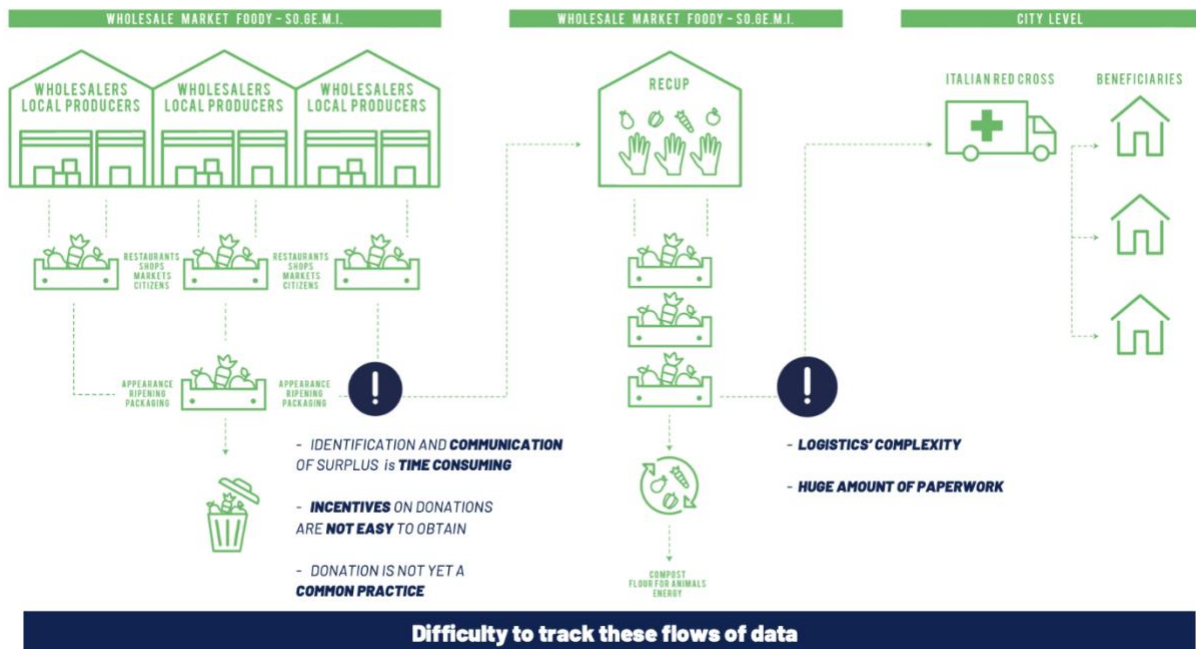 WHOLESALE MARKET FOODY - SO.GE.M.I.
WHOLESALERS
LOCAL PRODUCERS
WHOLESALERS
LOCAL PRODUCERS
WHOLESALERS
LOCAL PRODUCERS
RESTAURANTS
SHOPS
MARKETS
CITIZENS
RESTAURANTS
SHOPS
MARKETS
CITIZENS
APPEARANCE
RIPENING
PACKAGING
APPEARANCE
RIPENING
PACKAGING
!
- IDENTIFICATION AND COMMUNICATION
OF SURPLUS is TIME CONSUMING
- INCENTIVES ON DONATIONS
ARE NOT EASY TO OBTAIN
- DONATION IS NOT YET A
COMMON PRACTICE
WHOLESALE MARKET FOODY - SO.GE.M.I.
RECUP
COMPOST
FLOUR FOR ANIMALS
ENERGY
!
- LOGISTICS' COMPLEXITY
- HUGE AMOUNT OF PAPERWORK
CITY LEVEL
ITALIAN RED CROSS
BENEFICIARIES
Difficulty to track these flows of data